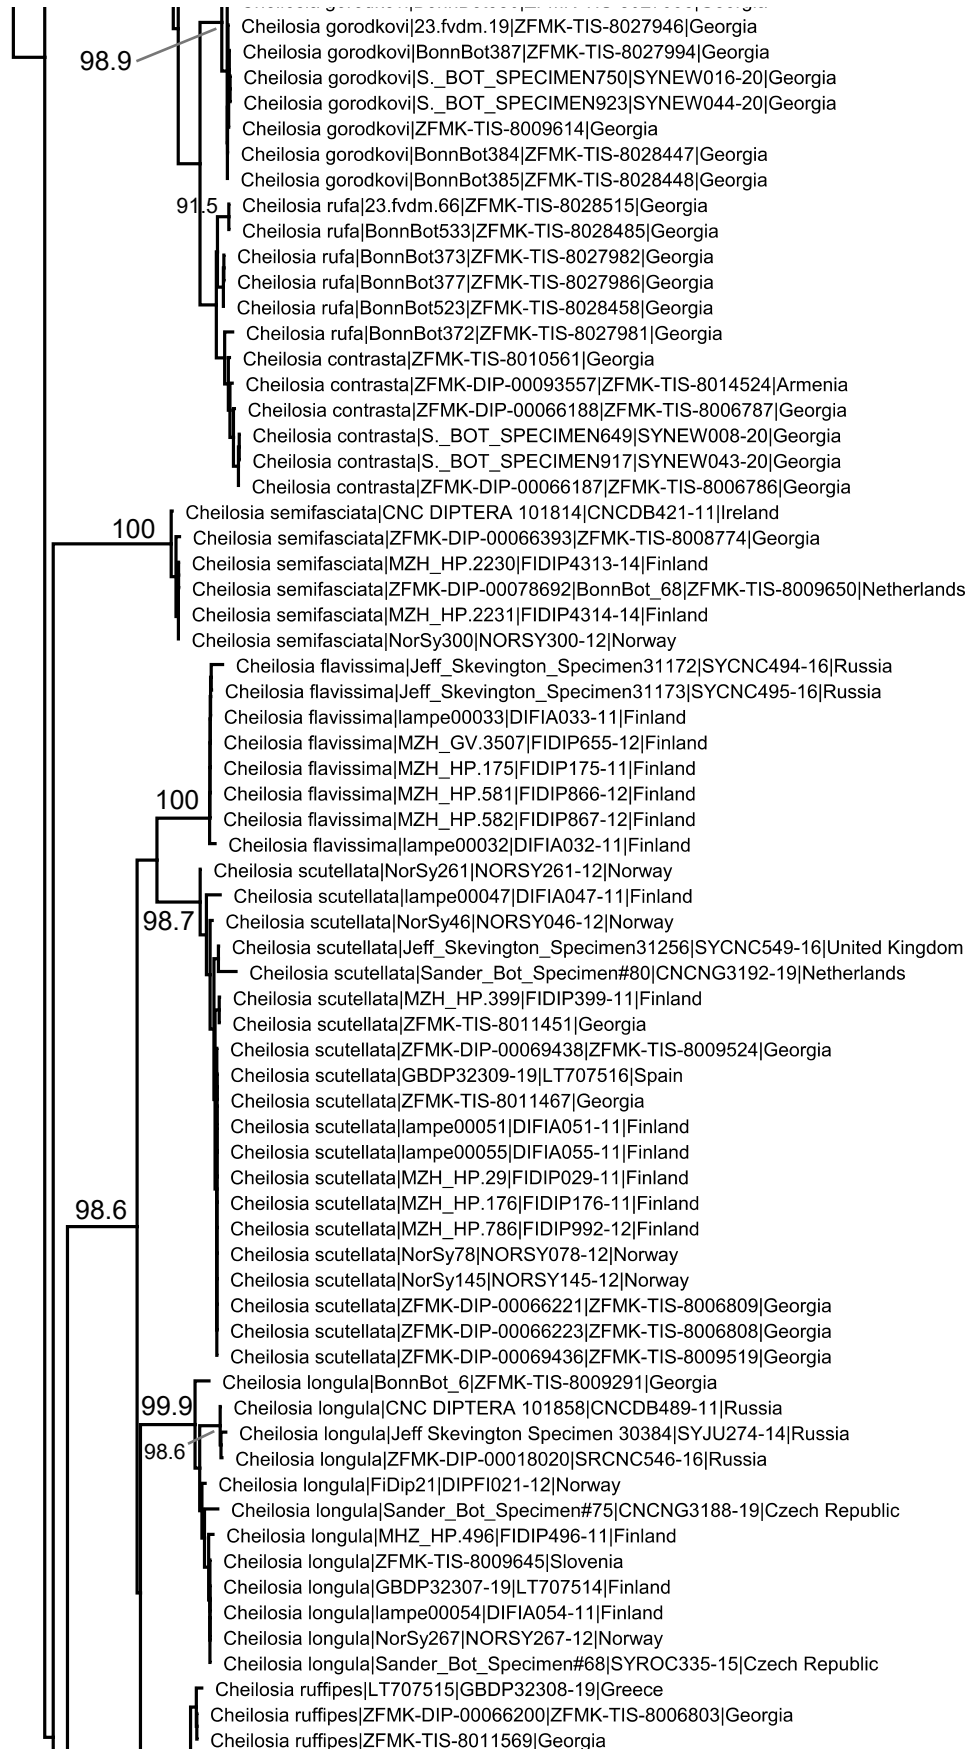 Cheilosia gorodkovi|23.fvdm.19|ZFMK-TIS-8027946|Georgia
Cheilosia gorodkovi|BonnBot387|ZFMK-TIS-8027994|Georgia
98.9
Cheilosia gorodkovi|S._BOT_SPECIMEN750|SYNEW016-20|Georgia
Cheilosia gorodkovi|S._BOT_SPECIMEN923|SYNEW044-20|Georgia
Cheilosia gorodkovi|ZFMK-TIS-8009614|Georgia
Cheilosia gorodkovi|BonnBot384|ZFMK-TIS-8028447|Georgia
Cheilosia gorodkovi|BonnBot385|ZFMK-TIS-8028448|Georgia
91.5
Cheilosia rufa|23.fvdm.66|ZFMK-TIS-8028515|Georgia
Cheilosia rufa|BonnBot533|ZFMK-TIS-8028485|Georgia
Cheilosia rufa|BonnBot373|ZFMK-TIS-8027982|Georgia
Cheilosia rufa|BonnBot377|ZFMK-TIS-8027986|Georgia
Cheilosia rufa|BonnBot523|ZFMK-TIS-8028458|Georgia
Cheilosia rufa|BonnBot372|ZFMK-TIS-8027981|Georgia
Cheilosia contrasta|ZFMK-TIS-8010561|Georgia
Cheilosia contrasta|ZFMK-DIP-00093557|ZFMK-TIS-8014524|Armenia
Cheilosia contrasta|ZFMK-DIP-00066188|ZFMK-TIS-8006787|Georgia
Cheilosia contrasta|S._BOT_SPECIMEN649|SYNEW008-20|Georgia
Cheilosia contrasta|S._BOT_SPECIMEN917|SYNEW043-20|Georgia
Cheilosia contrasta|ZFMK-DIP-00066187|ZFMK-TIS-8006786|Georgia
Cheilosia semifasciata|CNC DIPTERA 101814|CNCDB421-11|Ireland
100
Cheilosia semifasciata|ZFMK-DIP-00066393|ZFMK-TIS-8008774|Georgia
Cheilosia semifasciata|MZH_HP.2230|FIDIP4313-14|Finland
Cheilosia semifasciata|ZFMK-DIP-00078692|BonnBot_68|ZFMK-TIS-8009650|Netherlands
Cheilosia semifasciata|MZH_HP.2231|FIDIP4314-14|Finland
Cheilosia semifasciata|NorSy300|NORSY300-12|Norway
Cheilosia flavissima|Jeff_Skevington_Specimen31172|SYCNC494-16|Russia
Cheilosia flavissima|Jeff_Skevington_Specimen31173|SYCNC495-16|Russia
Cheilosia flavissima|lampe00033|DIFIA033-11|Finland
Cheilosia flavissima|MZH_GV.3507|FIDIP655-12|Finland
Cheilosia flavissima|MZH_HP.175|FIDIP175-11|Finland
Cheilosia flavissima|MZH_HP.581|FIDIP866-12|Finland
100
Cheilosia flavissima|MZH_HP.582|FIDIP867-12|Finland
Cheilosia flavissima|lampe00032|DIFIA032-11|Finland
Cheilosia scutellata|NorSy261|NORSY261-12|Norway
Cheilosia scutellata|lampe00047|DIFIA047-11|Finland
98.7
Cheilosia scutellata|NorSy46|NORSY046-12|Norway
Cheilosia scutellata|Jeff_Skevington_Specimen31256|SYCNC549-16|United Kingdom
Cheilosia scutellata|Sander_Bot_Specimen#80|CNCNG3192-19|Netherlands
Cheilosia scutellata|MZH_HP.399|FIDIP399-11|Finland
Cheilosia scutellata|ZFMK-TIS-8011451|Georgia
Cheilosia scutellata|ZFMK-DIP-00069438|ZFMK-TIS-8009524|Georgia
Cheilosia scutellata|GBDP32309-19|LT707516|Spain
Cheilosia scutellata|ZFMK-TIS-8011467|Georgia
Cheilosia scutellata|lampe00051|DIFIA051-11|Finland
Cheilosia scutellata|lampe00055|DIFIA055-11|Finland
Cheilosia scutellata|MZH_HP.29|FIDIP029-11|Finland
Cheilosia scutellata|MZH_HP.176|FIDIP176-11|Finland
98.6
Cheilosia scutellata|MZH_HP.786|FIDIP992-12|Finland
Cheilosia scutellata|NorSy78|NORSY078-12|Norway
Cheilosia scutellata|NorSy145|NORSY145-12|Norway
Cheilosia scutellata|ZFMK-DIP-00066221|ZFMK-TIS-8006809|Georgia
Cheilosia scutellata|ZFMK-DIP-00066223|ZFMK-TIS-8006808|Georgia
Cheilosia scutellata|ZFMK-DIP-00069436|ZFMK-TIS-8009519|Georgia
Cheilosia longula|BonnBot_6|ZFMK-TIS-8009291|Georgia
99.9
Cheilosia longula|CNC DIPTERA 101858|CNCDB489-11|Russia
Cheilosia longula|Jeff Skevington Specimen 30384|SYJU274-14|Russia
98.6
Cheilosia longula|ZFMK-DIP-00018020|SRCNC546-16|Russia
Cheilosia longula|FiDip21|DIPFI021-12|Norway
Cheilosia longula|Sander_Bot_Specimen#75|CNCNG3188-19|Czech Republic
Cheilosia longula|MHZ_HP.496|FIDIP496-11|Finland
Cheilosia longula|ZFMK-TIS-8009645|Slovenia
Cheilosia longula|GBDP32307-19|LT707514|Finland
Cheilosia longula|lampe00054|DIFIA054-11|Finland
Cheilosia longula|NorSy267|NORSY267-12|Norway
Cheilosia longula|Sander_Bot_Specimen#68|SYROC335-15|Czech Republic
Cheilosia ruffipes|LT707515|GBDP32308-19|Greece
Cheilosia ruffipes|ZFMK-DIP-00066200|ZFMK-TIS-8006803|Georgia
Cheilosia ruffipes|ZFMK-TIS-8011569|Georgia